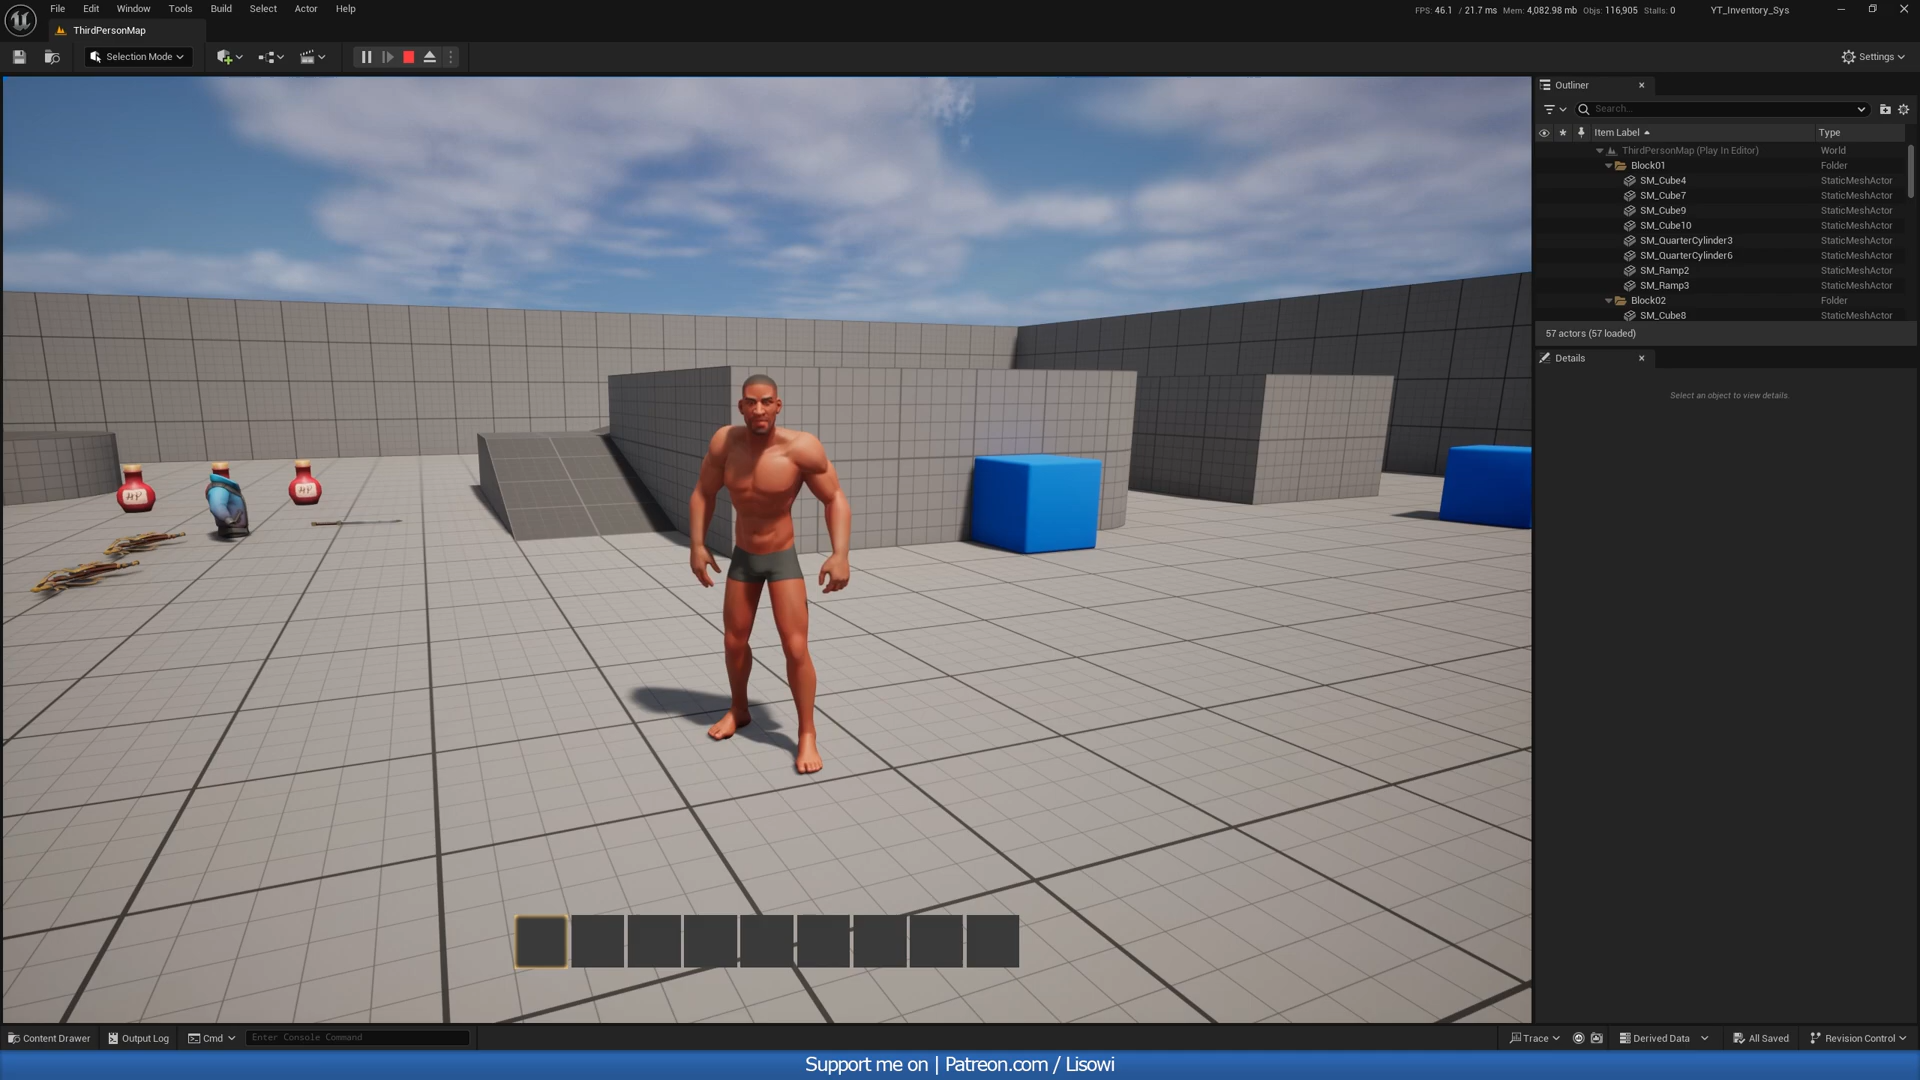 File Edit Window Tools Build Select Actor Help
FPS: 46.1 / 21.7 ms Mem: 4,082.98 mb Objs: 116,905 Stalls: 0 YT_Inventory_Sys
ThirdPersonMap
Selection Mode
Settings
Outliner
Search...
Item Label Type
ThirdPersonMap (Play In Editor) World
Block01 Folder
SM_Cube4 StaticMeshActor
SM_Cube7 StaticMeshActor
SM_Cube9 StaticMeshActor
SM_Cube10 StaticMeshActor
SM_QuarterCylinder3 StaticMeshActor
SM_QuarterCylinder6 StaticMeshActor
SM_Ramp2 StaticMeshActor
SM_Ramp3 StaticMeshActor
Block02 Folder
SM_Cube8 StaticMeshActor
57 actors (57 loaded)
Details
Select an object to view details.
HP
HP
Content Drawer Output Log Cmd Enter Console Command
Trace Derived Data All Saved Revision Control
Support me on | Patreon.com / Lisowi